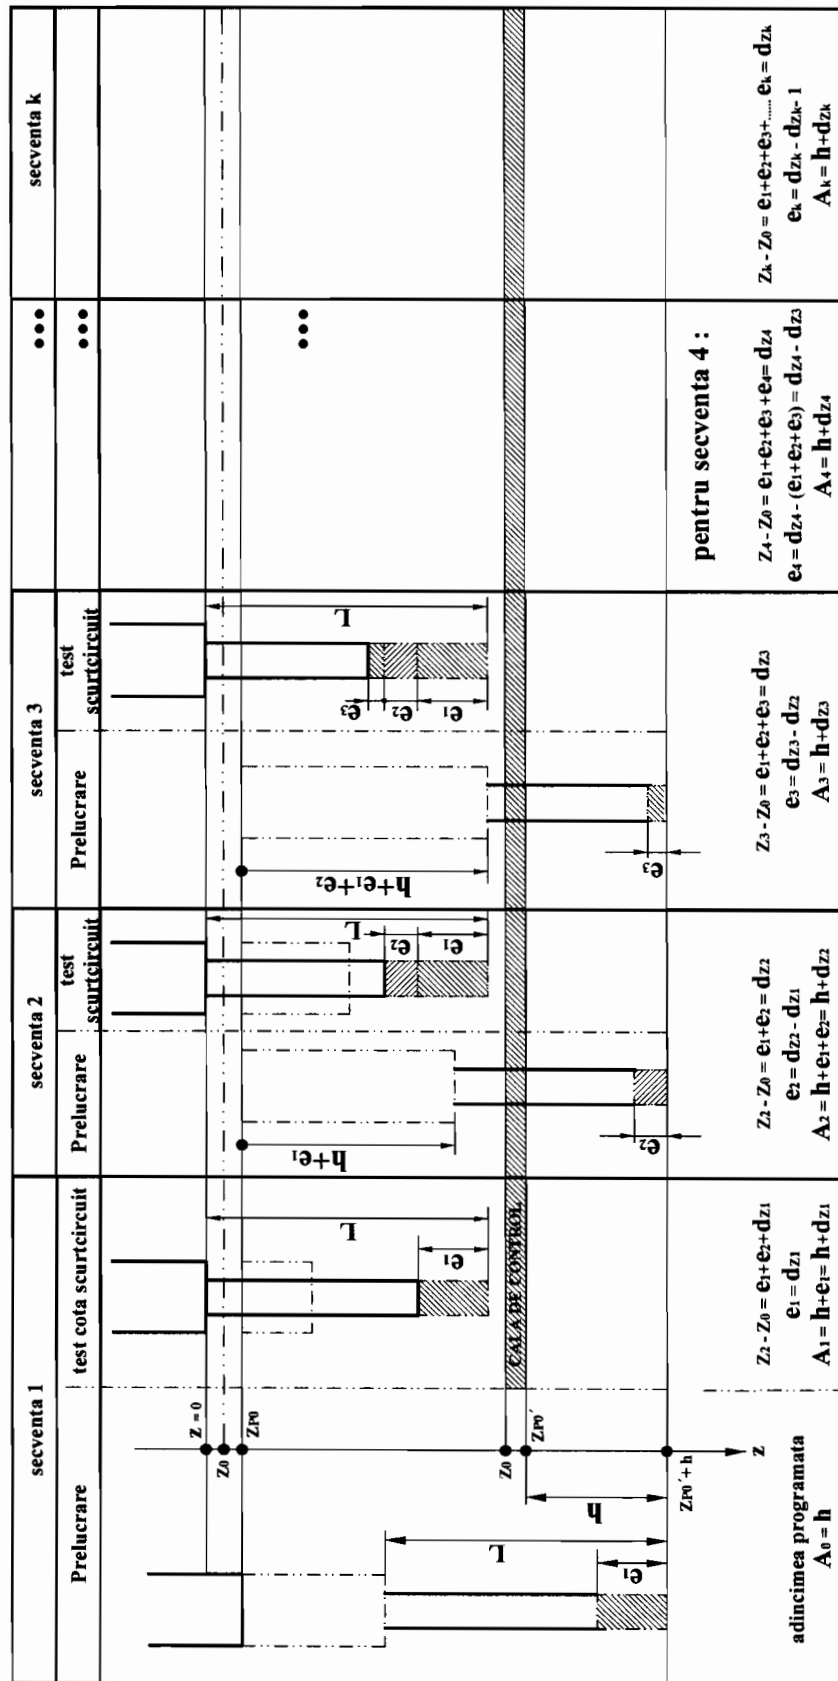 secventa 1
secventa 2
secventa 3
•••
secventa k
Prelucrare
test cota scurtcircuit
Prelucrare
test
scurtcircuit
Prelucrare
test
scurtcircuit
•••
z = 0
z0
zP0
z0
zP0´
zP0´+ h
z
h
L
e1
L
e1
CALA DE CONTROL
h+e1
e2
L
e2
e1
h+e1+e2
e3
L
e3
e2
e1
•••
adincimea programata
A0 = h
z2 - z0 = e1+e2+dz1
e1 = dz1
A1 = h+e1= h+dz1
z2 - z0 = e1+e2 = dz2
e2 = dz2 - dz1
A2 = h+e1+e2= h+dz2
z3 - z0 = e1+e2+e3 = dz3
e3 = dz3 - dz2
A3 = h+dz3
pentru secventa 4 :
z4 - z0 = e1+e2+e3 +e4= dz4
e4 = dz4 - (e1+e2+e3) = dz4 - dz3
A4 = h+dz4
zk - z0 = e1+e2+e3+...... ek = dzk
ek = dzk - dzk - 1
Ak = h+dzk